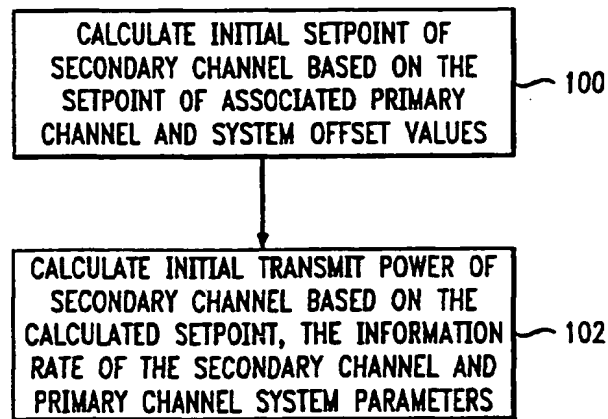 CALCULATE INITIAL SETPOINT OF
SECONDARY CHANNEL BASED ON THE
SETPOINT OF ASSOCIATED PRIMARY
CHANNEL AND SYSTEM OFFSET VALUES
100
CALCULATE INITIAL TRANSMIT POWER OF
SECONDARY CHANNEL BASED ON THE
CALCULATED SETPOINT, THE INFORMATION
RATE OF THE SECONDARY CHANNEL AND
PRIMARY CHANNEL SYSTEM PARAMETERS
102